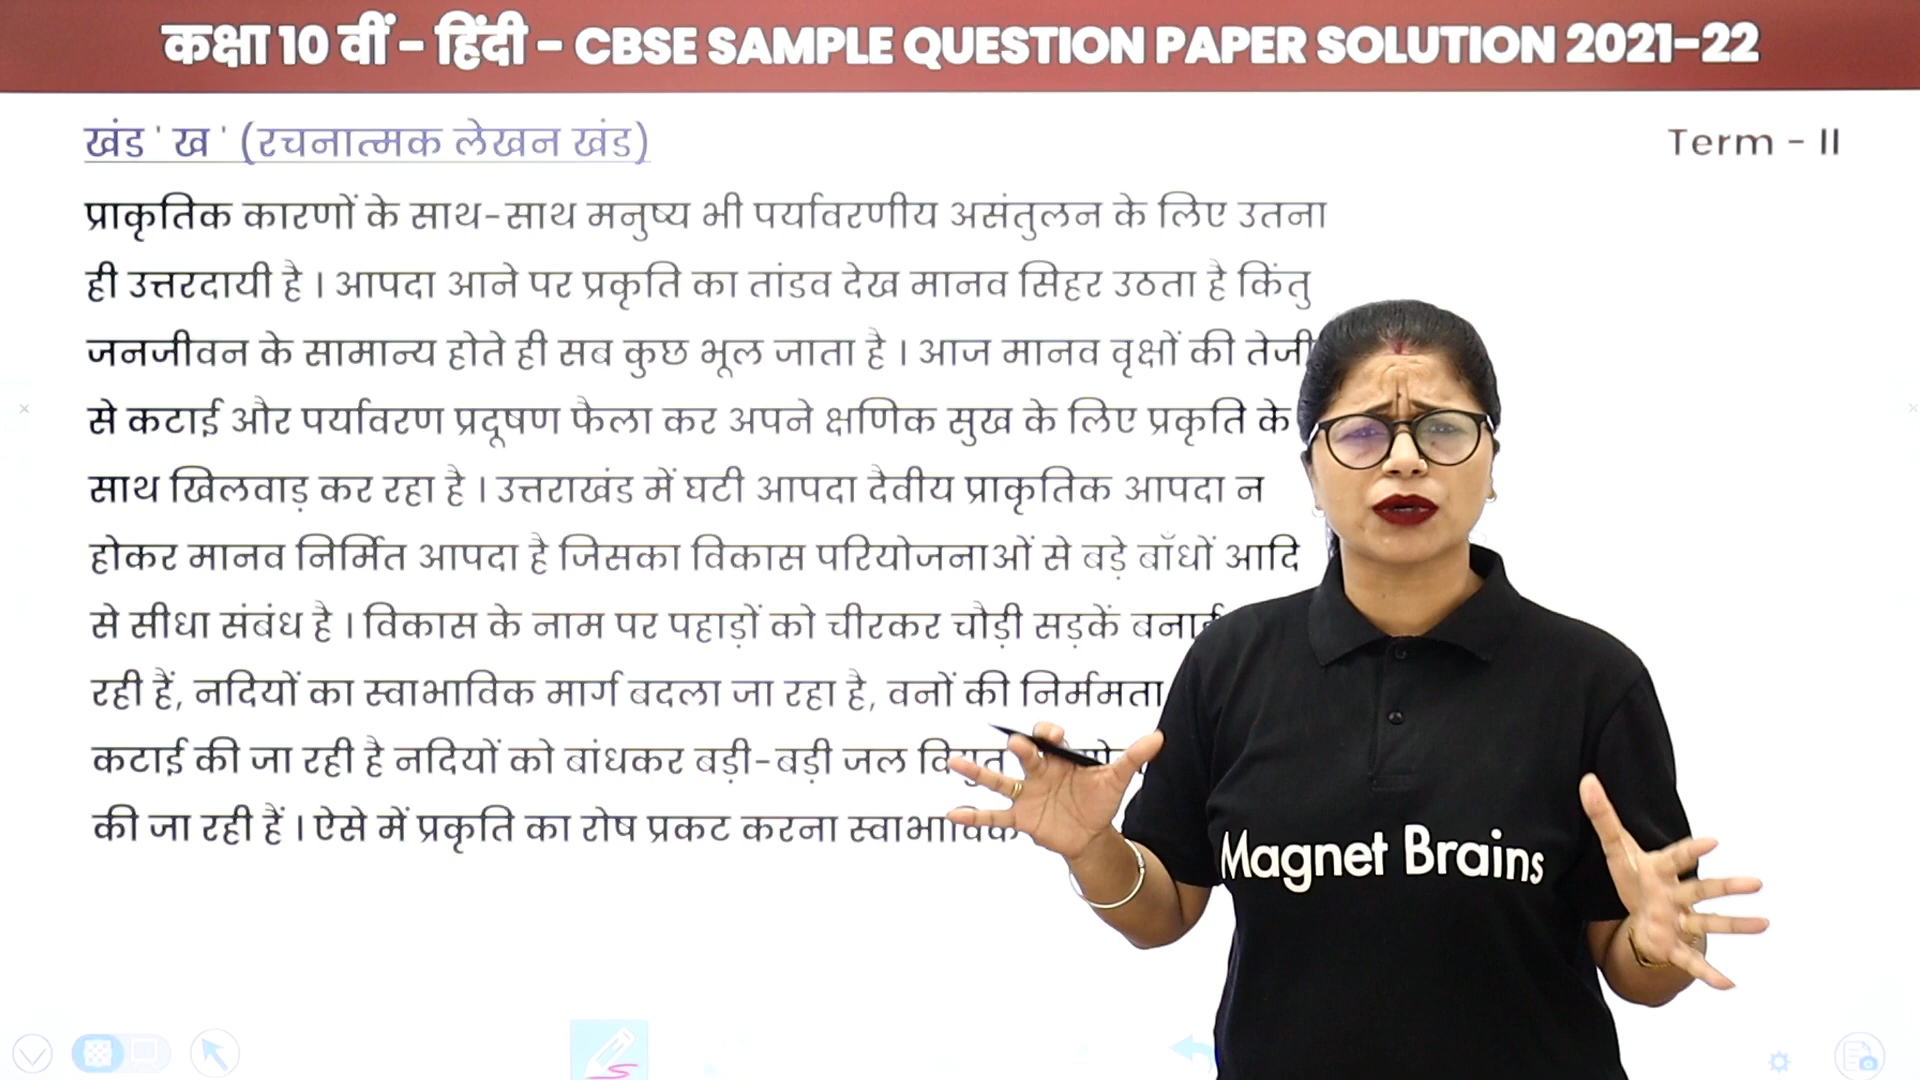 कक्षा 10 वीं - हिंदी - CBSE SAMPLE QUESTION PAPER SOLUTION 2021-22
खंड ' ख ' (रचनात्मक लेखन खंड)
Term - II
प्राकृतिक कारणों के साथ-साथ मनुष्य भी पर्यावरणीय असंतुलन के लिए उतना
ही उत्तरदायी है । आपदा आने पर प्रकृति का तांडव देख मानव सिहर उठता है किंतु
जनजीवन के सामान्य होते ही सब कुछ भूल जाता है । आज मानव वृक्षों की तेजी
से कटाई और पर्यावरण प्रदूषण फैला कर अपने क्षणिक सुख के लिए प्रकृति के
साथ खिलवाड़ कर रहा है । उत्तराखंड में घटी आपदा दैवीय प्राकृतिक आपदा न
होकर मानव निर्मित आपदा है जिसका विकास परियोजनाओं से बड़े बाँधों आदि
से सीधा संबंध है । विकास के नाम पर पहाड़ों को चीरकर चौड़ी सड़कें बनाई
रही हैं, नदियों का स्वाभाविक मार्ग बदला जा रहा है, वनों की निर्ममता
कटाई की जा रही है नदियों को बांधकर बड़ी-बड़ी जल विद्युत
की जा रही हैं । ऐसे में प्रकृति का रोष प्रकट करना स्वाभाविक
Magnet Brains